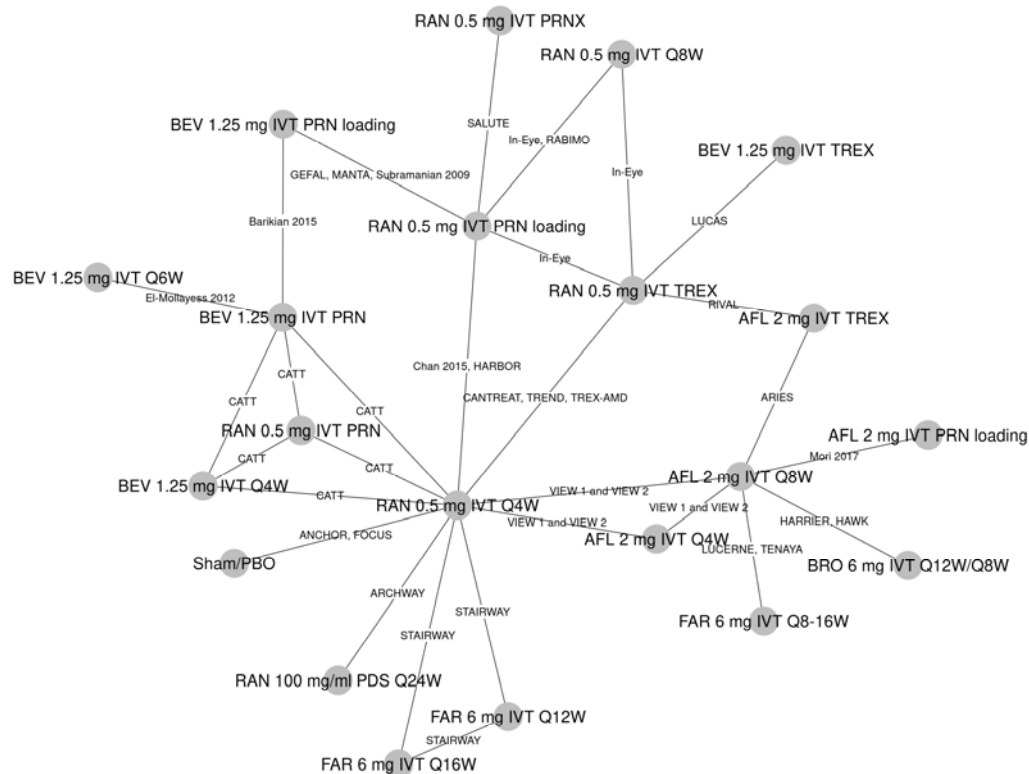 RAN 0.5 mg IVT PRNX
RAN 0.5 mg IVT Q8W
BEV 1.25 mg IVT PRN loading
SALUTE
In-Eye, RABIMO
BEV 1.25 mg IVT TREX
GEFAL, MANTA, Subramanian 2009
In-Eye
Barikian 2015
RAN 0.5 mg IVT PRN loading
LUCAS
In-Eye
BEV 1.25 mg IVT Q6W
El-Mollayess 2012
RAN 0.5 mg IVT TREX
RIVAL
BEV 1.25 mg IVT PRN
AFL 2 mg IVT TREX
Chan 2015, HARBOR
CATT
CATT
CATT
CANTREAT, TREND, TREX-AMD
ARIES
RAN 0.5 mg IVT PRN
AFL 2 mg IVT PRN loading
CATT
CATT
Mori 2017
AFL 2 mg IVT Q8W
BEV 1.25 mg IVT Q4W
CATT
VIEW 1 and VIEW 2
RAN 0.5 mg IVT Q4W
VIEW 1 and VIEW 2
VIEW 1 and VIEW 2
HARRIER, HAWK
ANCHOR, FOCUS
AFL 2 mg IVT Q4W
LUCERNE, TENAYA
Sham/PBO
BRO 6 mg IVT Q12W/Q8W
ARCHWAY
STAIRWAY
FAR 6 mg IVT Q8-16W
STAIRWAY
RAN 100 mg/ml PDS Q24W
FAR 6 mg IVT Q12W
STAIRWAY
FAR 6 mg IVT Q16W